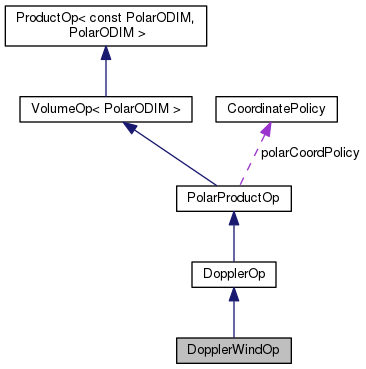 ProductOp< const PolarODIM,
PolarODIM >
VolumeOp< PolarODIM >
CoordinatePolicy
polarCoordPolicy
PolarProductOp
DopplerOp
DopplerWindOp